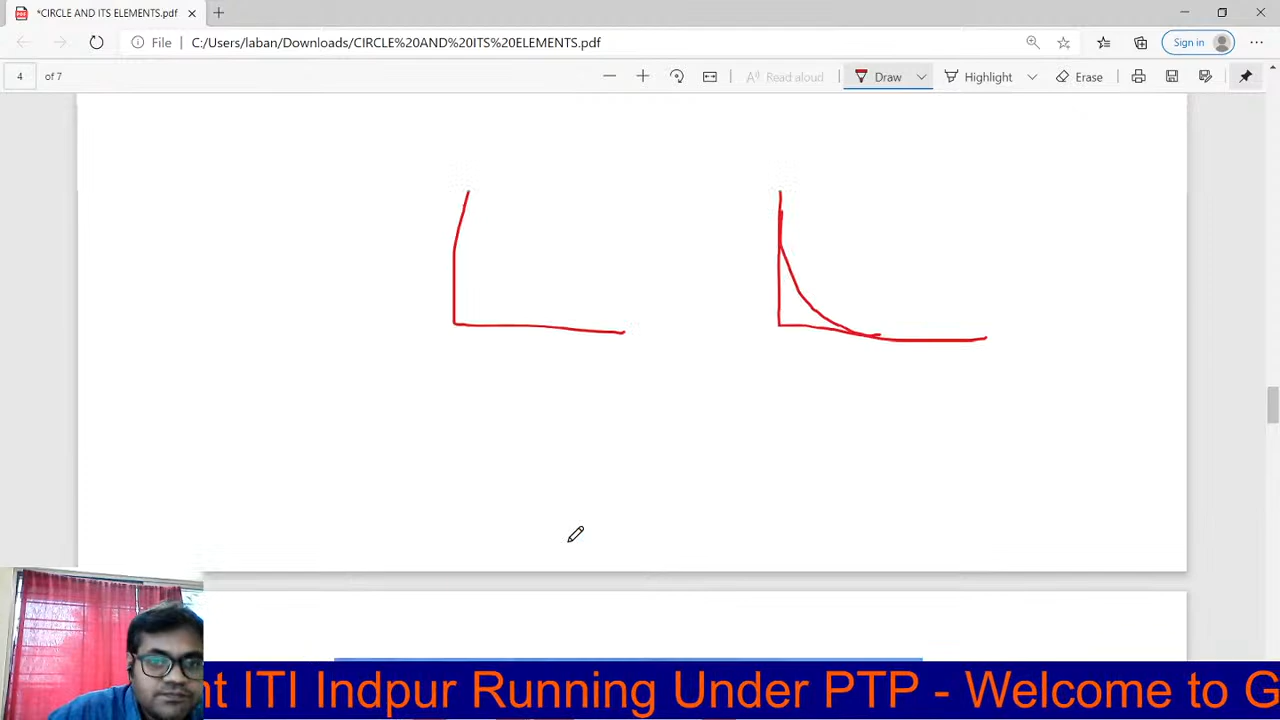 *CIRCLE AND ITS ELEMENTS.pdf
File C:/Users/laban/Downloads/CIRCLE%20AND%20ITS%20ELEMENTS.pdf Sign in
4 of 7 Read aloud Draw Highlight Erase
nt ITI Indpur Running Under PTP - Welcome to G